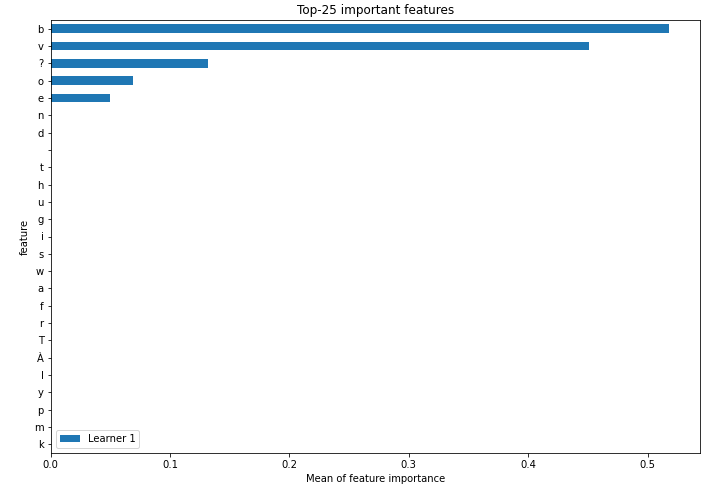 Top-25 important features
b
v
?
o
e
n
d
t
h
u
g
i
s
w
a
f
r
T
À
l
y
p
m
k
feature
Learner 1
0.0 0.1 0.2 0.3 0.4 0.5
Mean of feature importance